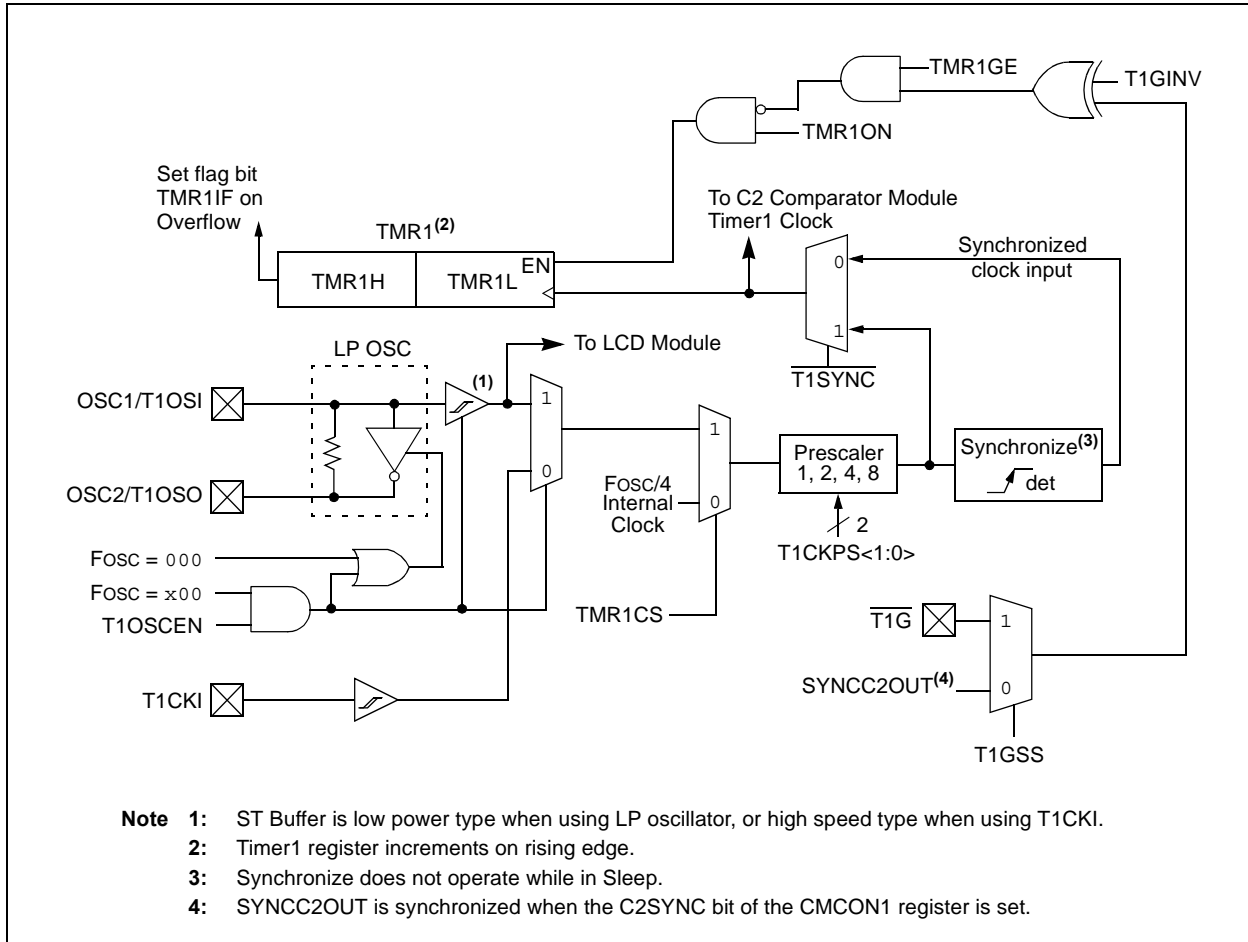 TMR1GE
T1GINV
TMR1ON
Set flag bit
TMR1IF on
Overflow
To C2 Comparator Module
Timer1 Clock
TMR1(2)
EN
TMR1H
TMR1L
0
Synchronized
clock input
1
T1SYNC
LP OSC
(1)
To LCD Module
OSC1/T1OSI
1
OSC2/T1OSO
0
1
FOSC/4
Internal
Clock
0
Prescaler
1, 2, 4, 8
Synchronize(3)
det
2
T1CKPS<1:0>
FOSC = 000
FOSC = x00
T1OSCEN
TMR1CS
T1G
1
SYNCC2OUT(4)
0
T1CKI
T1GSS
Note 1: ST Buffer is low power type when using LP oscillator, or high speed type when using T1CKI.
2: Timer1 register increments on rising edge.
3: Synchronize does not operate while in Sleep.
4: SYNCC2OUT is synchronized when the C2SYNC bit of the CMCON1 register is set.